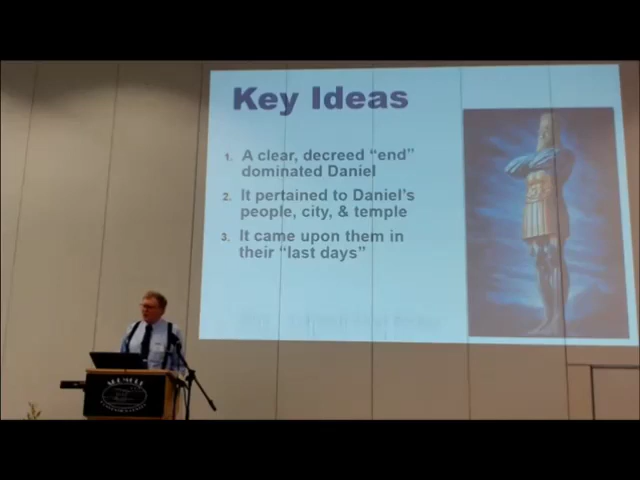 Key Ideas
1. A clear, decreed "end"
dominated Daniel
2. It pertained to Daniel's
people, city, & temple
3. It came upon them in
their "last days"